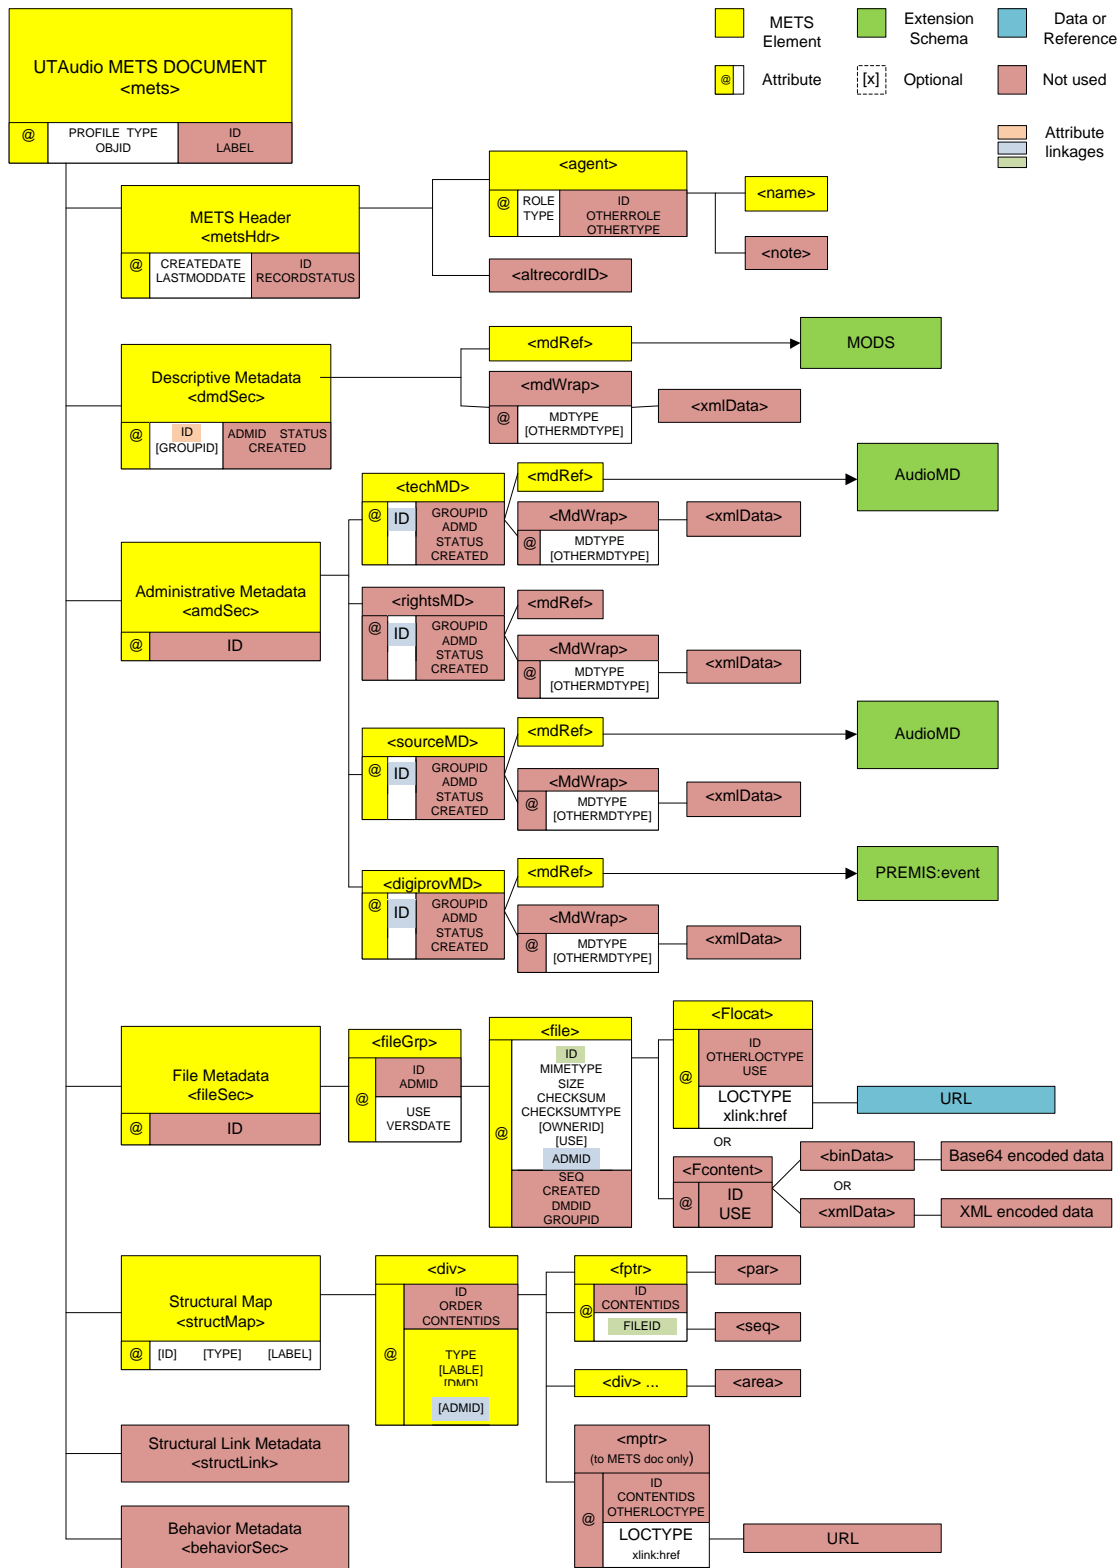 UTAudio METS DOCUMENT
<mets>
@
PROFILE TYPE
OBJID
ID
LABEL
METS
Element
Extension
Schema
Data or
Reference
@
Attribute
[x]
Optional
Not used
Attribute
linkages
METS Header
<metsHdr>
@
CREATEDATE
LASTMODDATE
ID
RECORDSTATUS
<agent>
@
ROLE
TYPE
ID
OTHERROLE
OTHERTYPE
<name>
<note>
<altrecordID>
Descriptive Metadata
<dmdSec>
@
ID
[GROUPID]
ADMID STATUS
CREATED
<mdRef>
MODS
<mdWrap>
@
MDTYPE
[OTHERMDTYPE]
<xmlData>
Administrative Metadata
<amdSec>
@
ID
<techMD>
@
ID
GROUPID
ADMD
STATUS
CREATED
<mdRef>
AudioMD
<MdWrap>
@
MDTYPE
[OTHERMDTYPE]
<xmlData>
<rightsMD>
@
ID
GROUPID
ADMD
STATUS
CREATED
<mdRef>
<MdWrap>
@
MDTYPE
[OTHERMDTYPE]
<xmlData>
<sourceMD>
@
ID
GROUPID
ADMD
STATUS
CREATED
<mdRef>
AudioMD
<MdWrap>
@
MDTYPE
[OTHERMDTYPE]
<xmlData>
<digiprovMD>
@
ID
GROUPID
ADMD
STATUS
CREATED
<mdRef>
PREMIS:event
<MdWrap>
@
MDTYPE
[OTHERMDTYPE]
<xmlData>
File Metadata
<fileSec>
@
ID
<fileGrp>
@
ID
ADMID
USE
VERSDATE
<file>
@
ID
MIMETYPE
SIZE
CHECKSUM
CHECKSUMTYPE
[OWNERID]
[USE]
ADMID
SEQ
CREATED
DMDID
GROUPID
<Flocat>
@
ID
OTHERLOCTYPE
USE
LOCTYPE
xlink:href
URL
OR
<Fcontent>
@
ID
USE
<binData>
Base64 encoded data
OR
<xmlData>
XML encoded data
Structural Map
<structMap>
@
[ID] [TYPE] [LABEL]
<div>
@
ID
ORDER
CONTENTIDS
TYPE
[LABLE]
[DMD]
[ADMID]
<fptr>
@
ID
CONTENTIDS
FILEID
<par>
<seq>
<div> ...
<area>
<mptr>
(to METS doc only)
@
ID
CONTENTIDS
OTHERLOCTYPE
LOCTYPE
xlink:href
URL
Structural Link Metadata
<structLink>
Behavior Metadata
<behaviorSec>